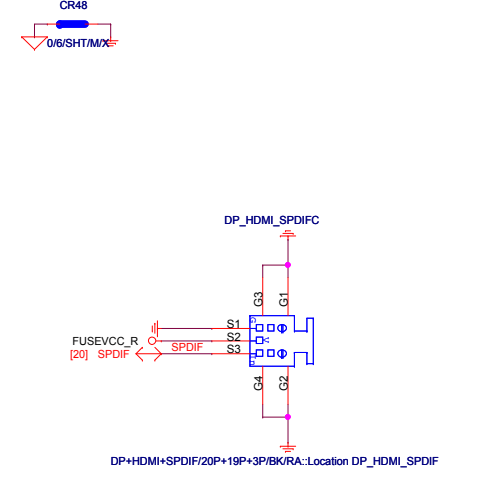 CR48
0/6/SHT/M/X
DP_HDMI_SPDIFC
G3 G1
S1
FUSEVCC_R S2
[20] SPDIF SPDIF S3
G4 G2
DP+HDMI+SPDIF/20P+19P+3P/BK/RA::Location DP_HDMI_SPDIF